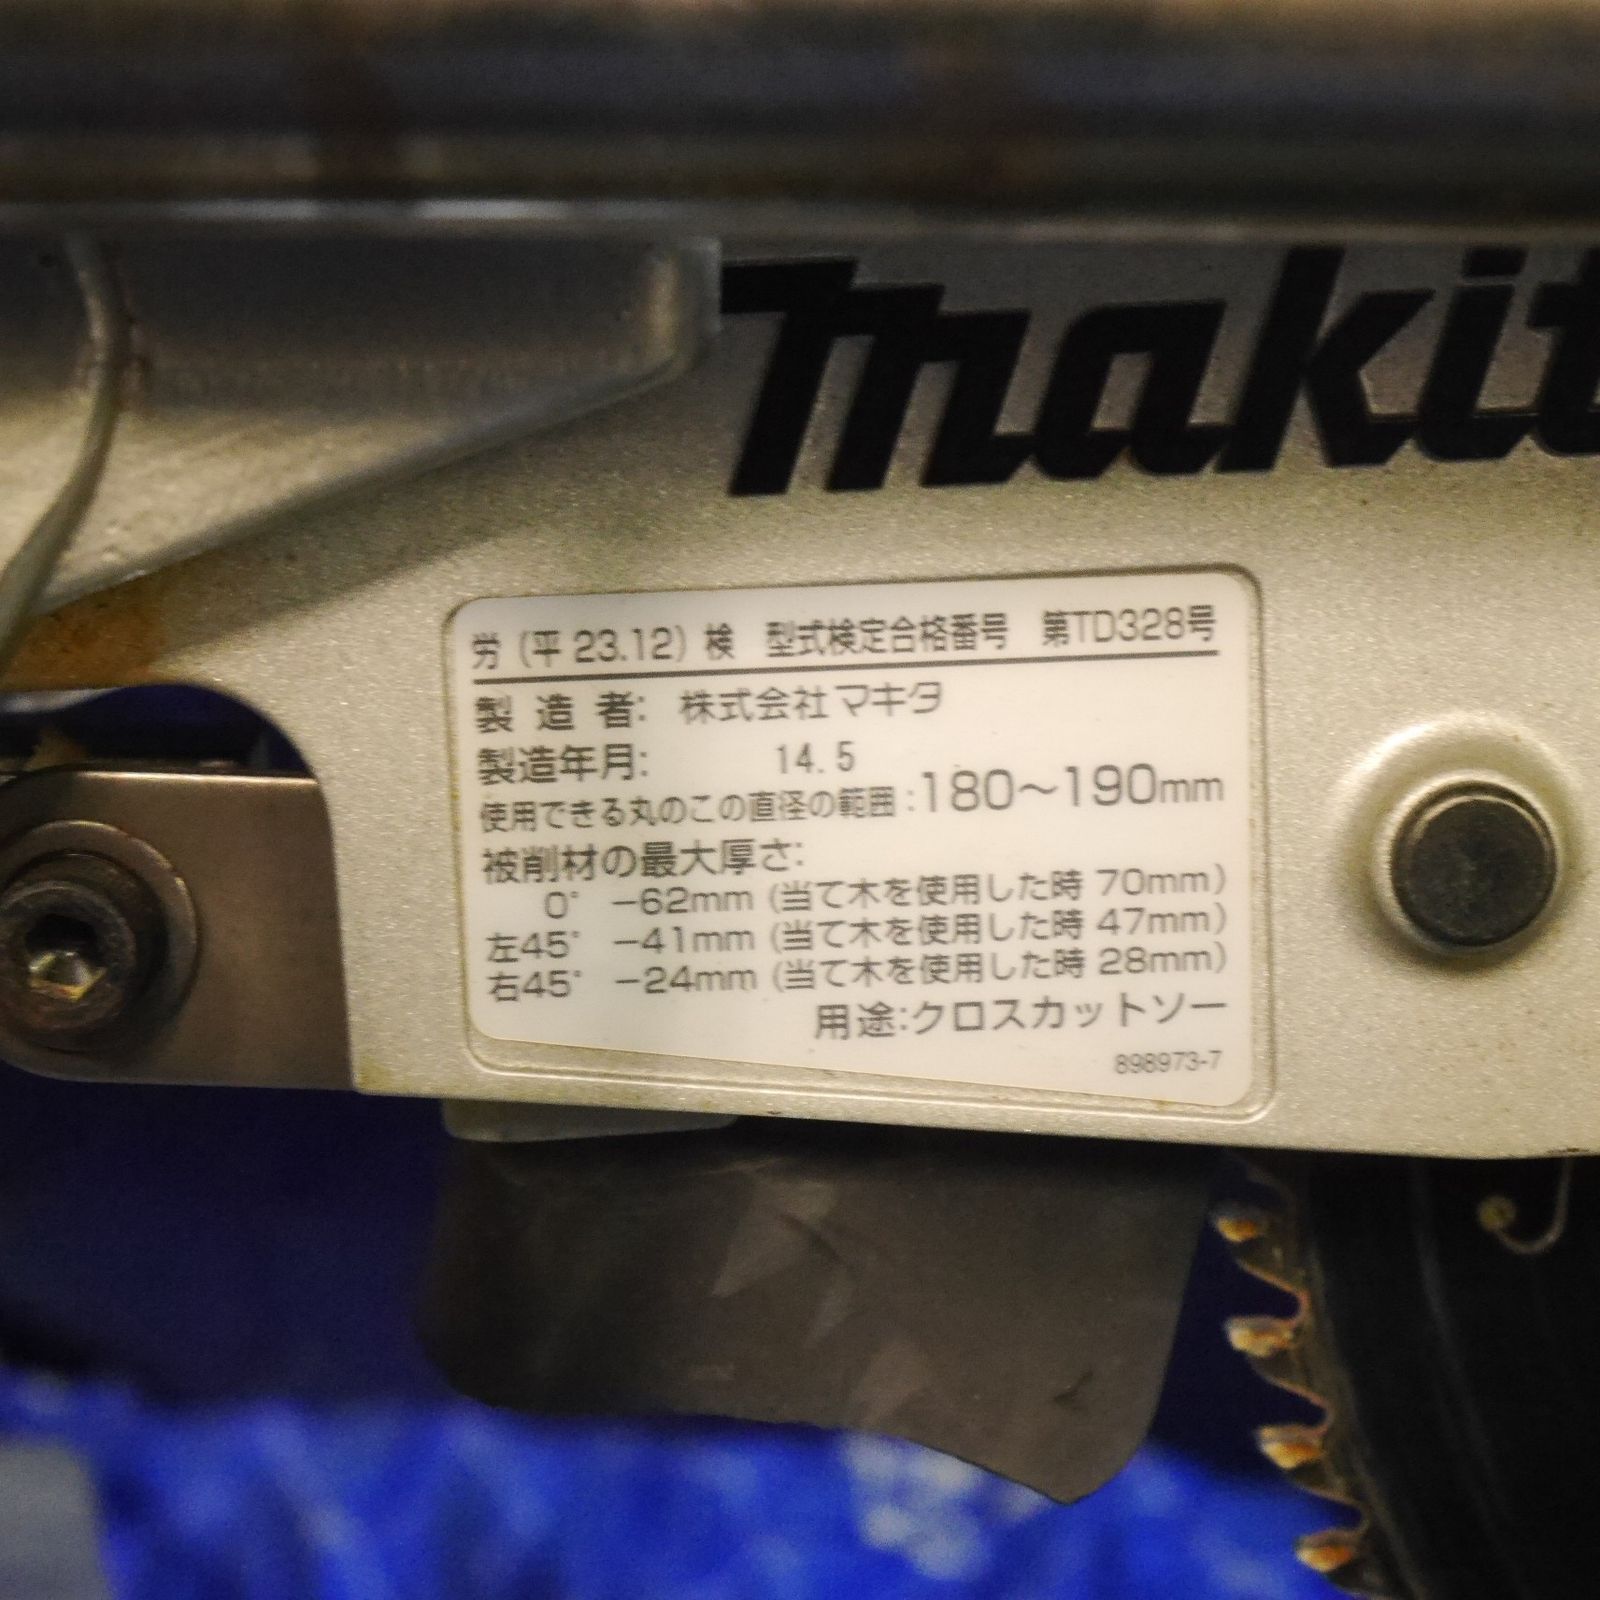 makit
労（平 23.12）検　型式検定合格番号　第TD328号
製造者: 株式会社マキタ
製造年月: 14.5
使用できる丸のこの直径の範囲:180～190mm
被削材の最大厚さ:
0° −62mm（当て木を使用した時 70mm）
左45° −41mm（当て木を使用した時 47mm）
右45° −24mm（当て木を使用した時 28mm）
用途:クロスカットソー
898973-7